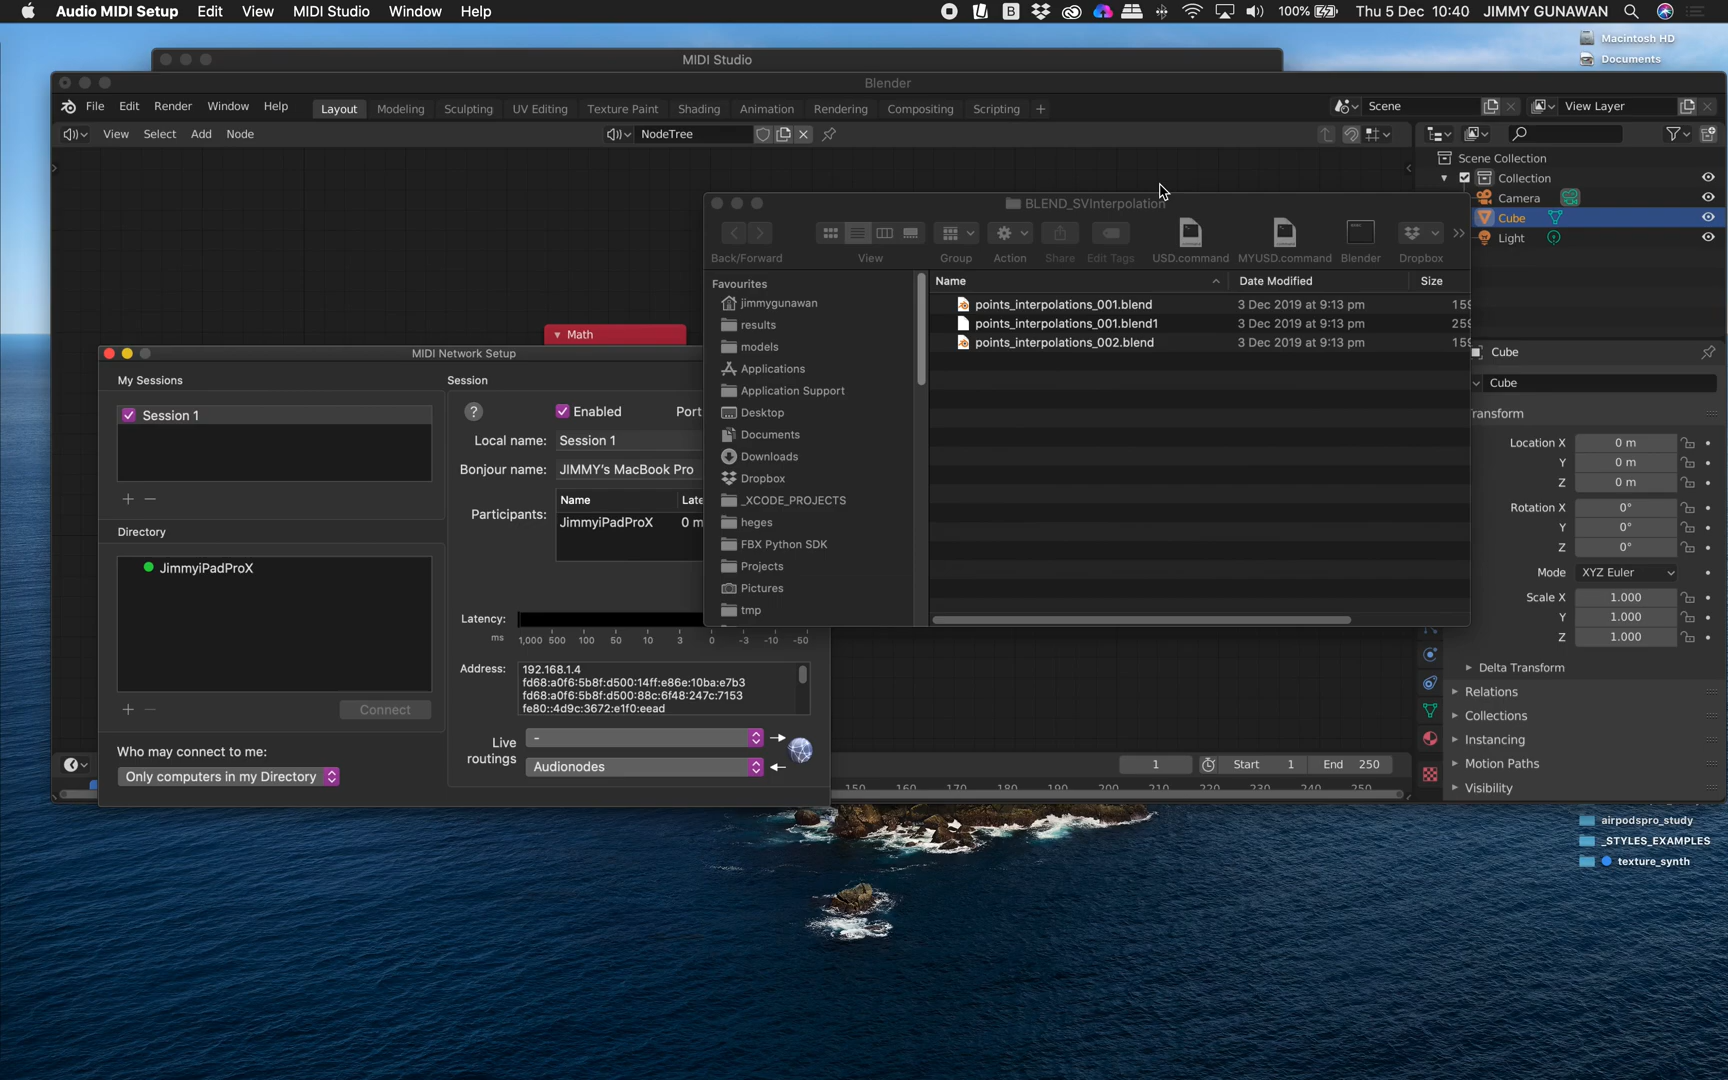 Audio MIDI Setup Edit View MIDI Studio Window Help
B 100% Thu 5 Dec 10:40 JIMMY GUNAWAN
Macintosh HD
Documents
MIDI Studio
Blender
File Edit Render Window Help Layout Modeling Sculpting UV Editing Texture Paint Shading Animation Rendering Compositing Scripting + Scene View Layer
View Select Add Node NodeTree
Scene Collection
Collection
Camera
Cube
Light
BLEND_SVInterpolation
Back/Forward View Group Action Share Edit Tags USD.command MYUSD.command Blender Dropbox
Favourites
jimmygunawan
results
models
Applications
Application Support
Desktop
Documents
Downloads
Dropbox
_XCODE_PROJECTS
heges
FBX Python SDK
Projects
Pictures
tmp
Name Date Modified Size
points_interpolations_001.blend 3 Dec 2019 at 9:13 pm 159
points_interpolations_001.blend1 3 Dec 2019 at 9:13 pm 259
points_interpolations_002.blend 3 Dec 2019 at 9:13 pm 159
Math
MIDI Network Setup
My Sessions
Session 1
+ −
Directory
JimmyiPadProX
+ −
Connect
Who may connect to me:
Only computers in my Directory
Session
? Enabled Port
Local name: Session 1
Bonjour name: JIMMY's MacBook Pro
Participants:
Name Late
JimmyiPadProX 0 m
Latency:
ms 1,000 500 100 50 10 3 0 -3 -10 -50
Address: 192.168.1.4
fd68:a0f6:5b8f:d500:14ff:e86e:10ba:e7b3
fd68:a0f6:5b8f:d500:88c:6f48:247c:7153
fe80::4d9c:3672:e1f0:eead
Live routings
-
Audionodes
1 Start 1 End 250
150 160 170 180 190 200 210 220 230 240 250
Cube
Cube
ransform
Location X 0 m
Y 0 m
Z 0 m
Rotation X 0°
Y 0°
Z 0°
Mode XYZ Euler
Scale X 1.000
Y 1.000
Z 1.000
Delta Transform
Relations
Collections
Instancing
Motion Paths
Visibility
airpodspro_study
_STYLES_EXAMPLES
texture_synth